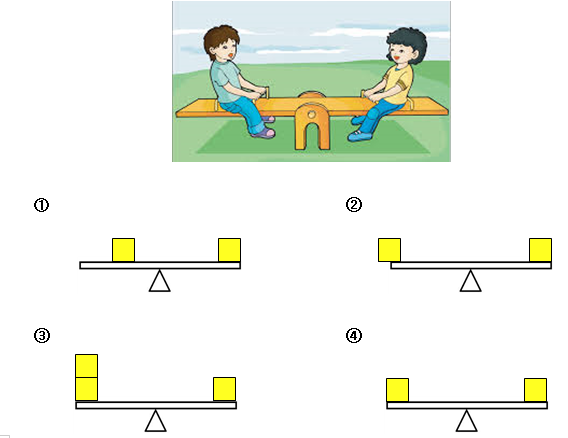 ① ②
③ ④